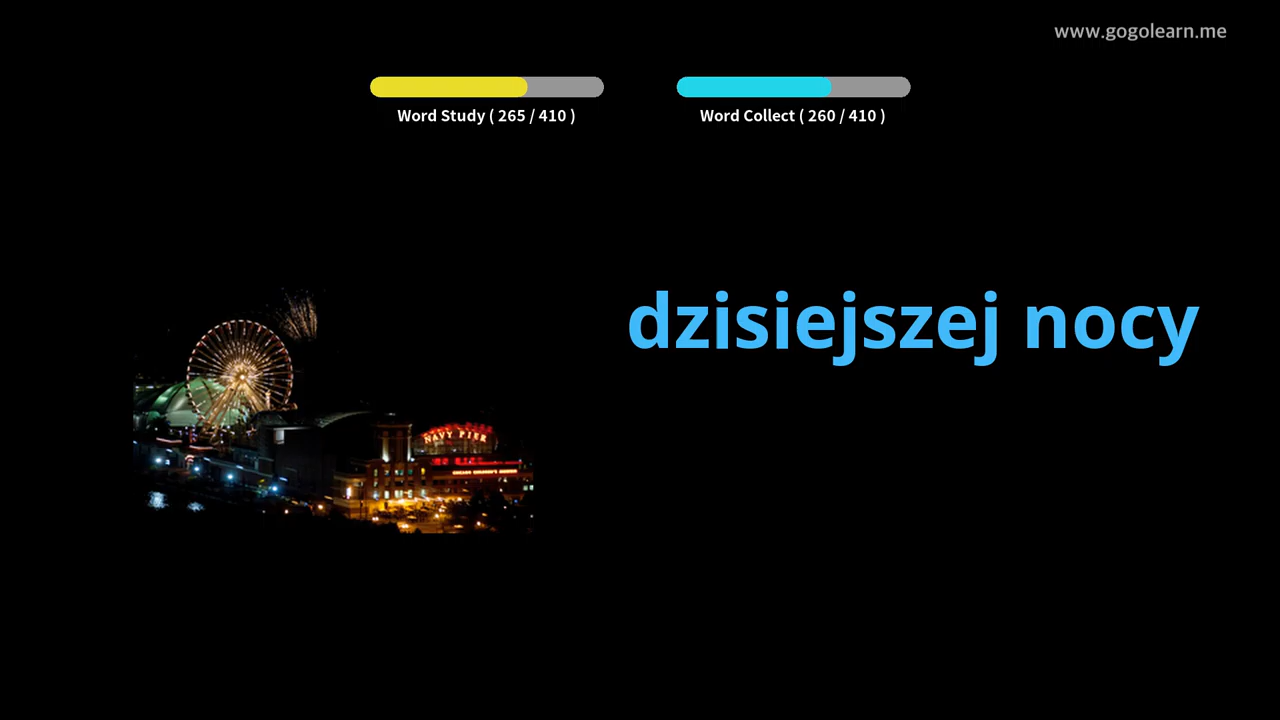 www.gogolearn.me
Word Study ( 265 / 410 )
Word Collect ( 260 / 410 )
dzisiejszej nocy
NAVY PIER